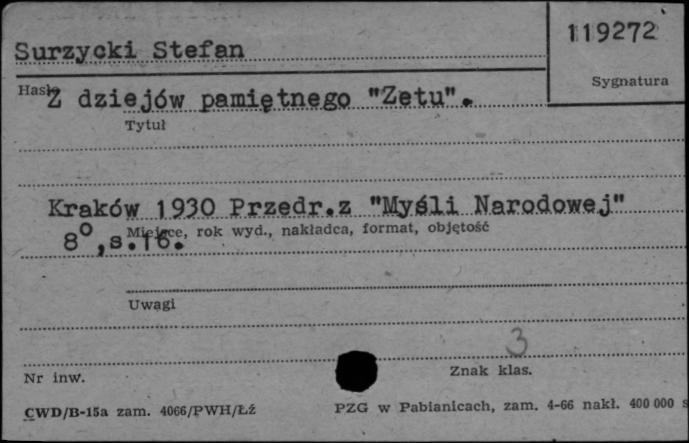 Surzycki Stefan
119272
Sygnatura
Hasło
Z dziejów pamiętnego "Zetu".
Tytuł
Kraków 1930 Przedr.z "Myśli Narodowej"
Miejsce, rok wyd., nakładca, format, objętość
8°, s.16.
Uwagi
3
Nr inw.
Znak klas.
CWD/B-15a zam. 4066/PWH/Łź
PZG w Pabianicach, zam. 4-66 nakł. 400 000 s